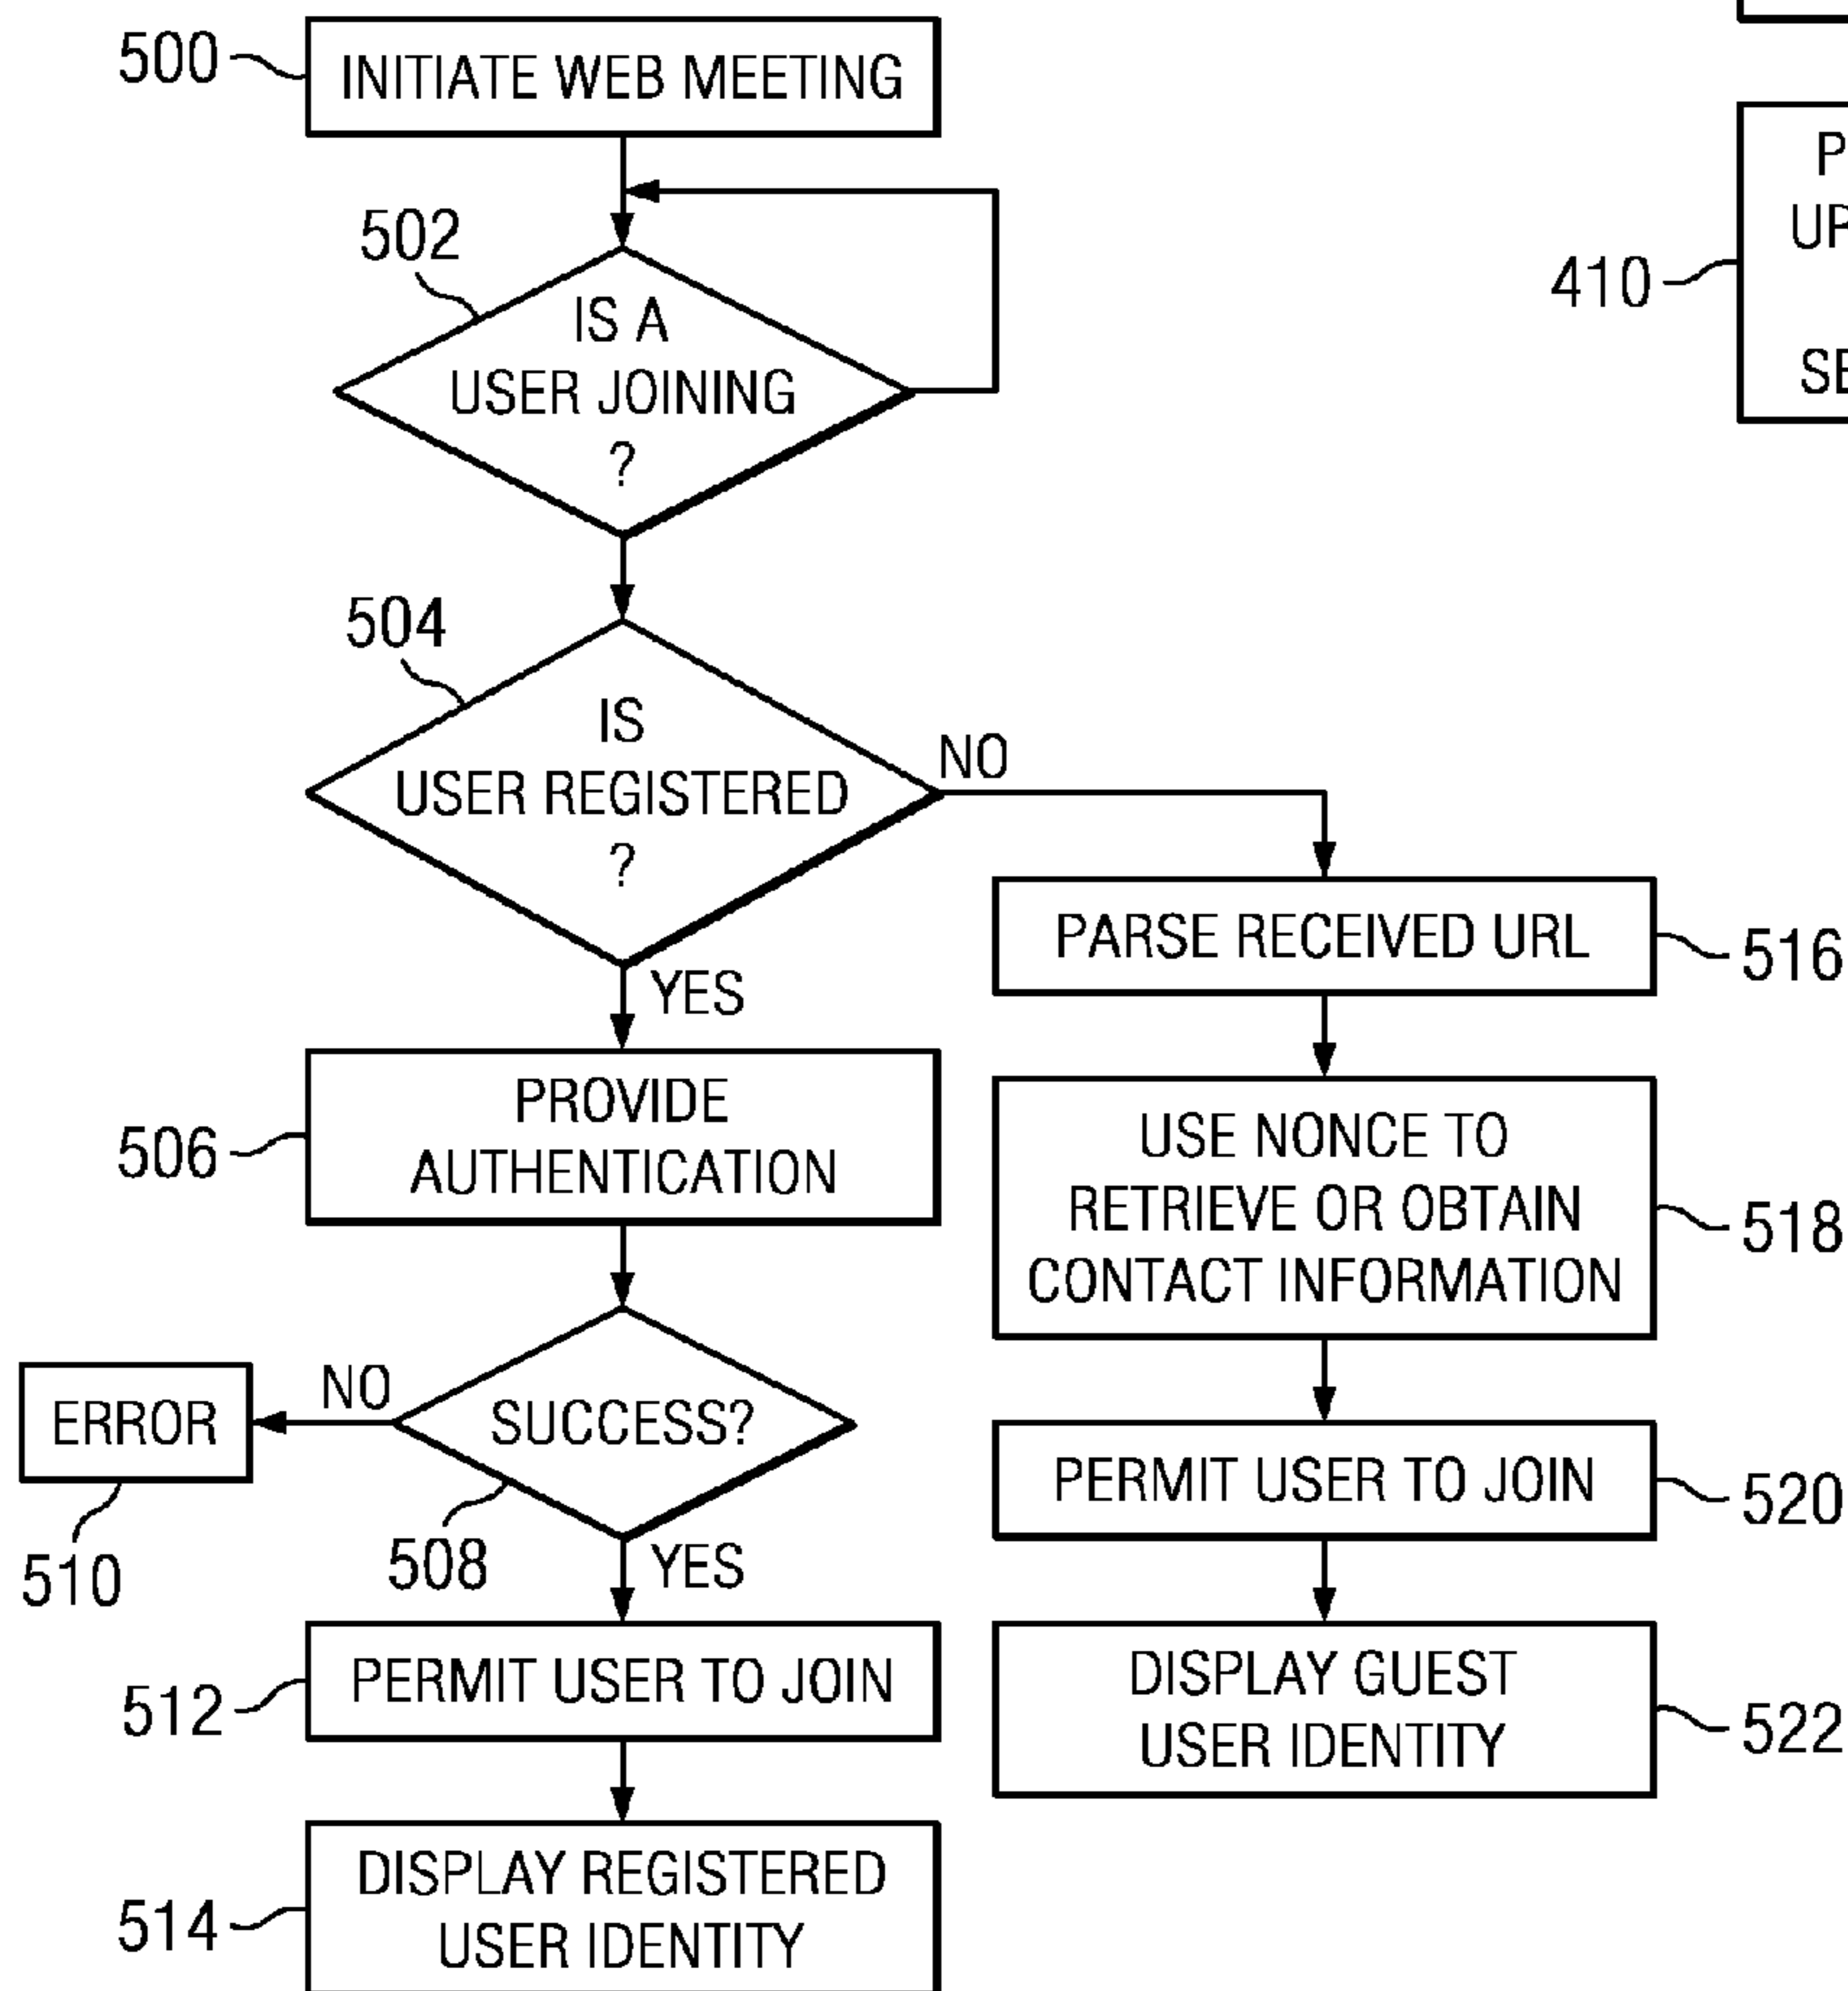 500
INITIATE WEB MEETING
502
IS A
USER JOINING
?
504
IS
USER REGISTERED
?
NO
YES
506
PROVIDE
AUTHENTICATION
SUCCESS?
508
NO
ERROR
510
YES
512
PERMIT USER TO JOIN
514
DISPLAY REGISTERED
USER IDENTITY
PARSE RECEIVED URL
516
USE NONCE TO
RETRIEVE OR OBTAIN
CONTACT INFORMATION
518
PERMIT USER TO JOIN
520
DISPLAY GUEST
USER IDENTITY
522
410